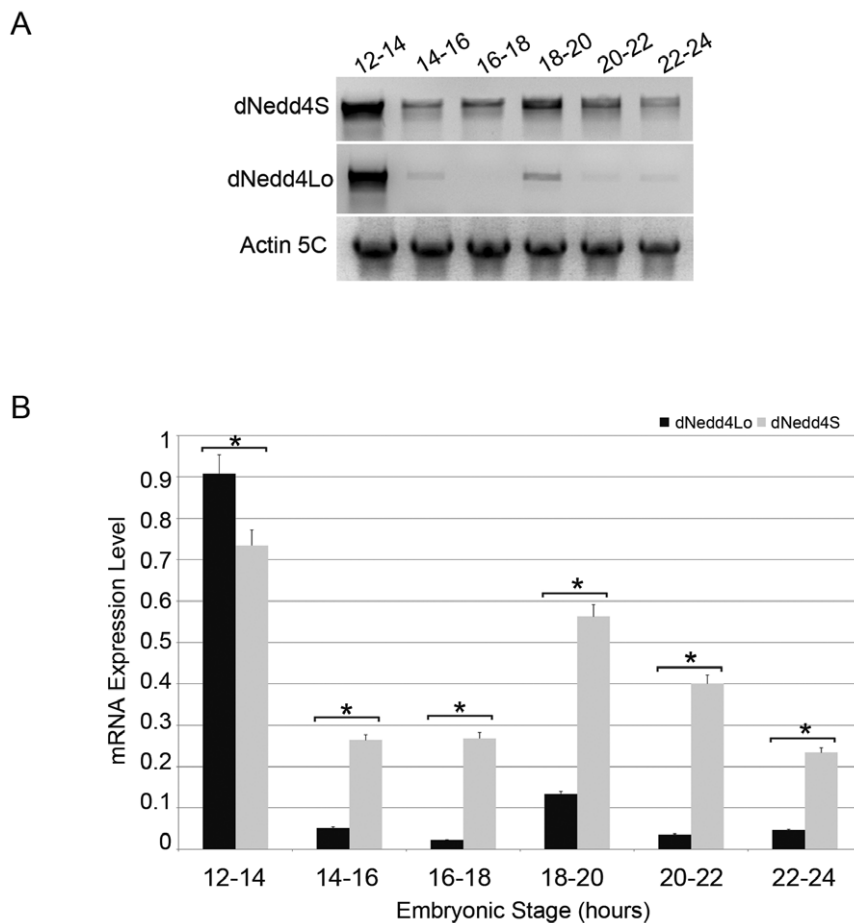 A
12-14 14-16 16-18 18-20 20-22 22-24
dNedd4S
dNedd4Lo
Actin 5C
B
dNedd4Lo dNedd4S
mRNA Expression Level
1
0.9
0.8
0.7
0.6
0.5
0.4
0.3
0.2
0.1
0
*
*
*
*
*
*
12-14 14-16 16-18 18-20 20-22 22-24
Embryonic Stage (hours)